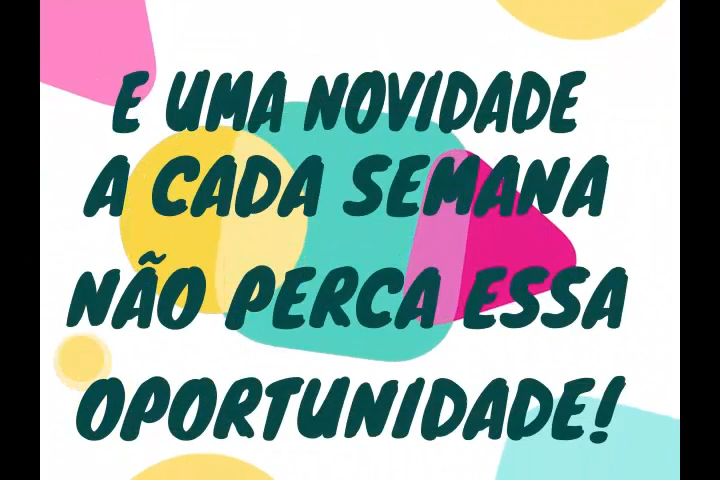 E UMA NOVIDADE
A CADA SEMANA
NÃO PERCA ESSA
OPORTUNIDADE!